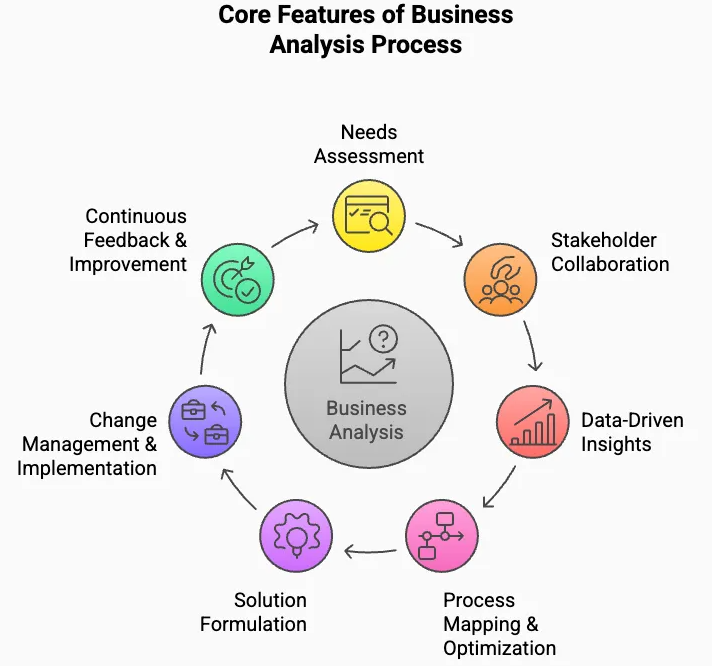 Core Features of Business
Analysis Process
Needs
Assessment
Stakeholder
Collaboration
Data-Driven
Insights
Process
Mapping &
Optimization
Solution
Formulation
Change
Management &
Implementation
Continuous
Feedback &
Improvement
Business
Analysis